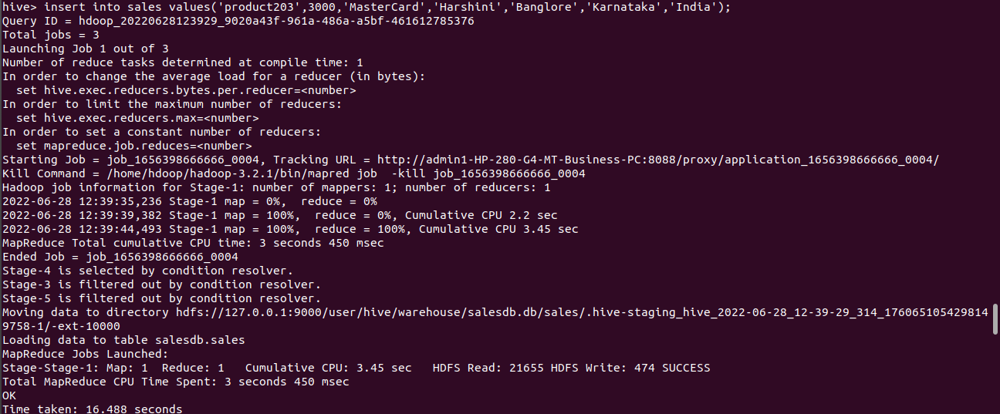 hive> insert into sales values('product203',3000,'MasterCard','Harshini','Banglore','Karnataka','India');
Query ID = hdoop_20220628123929_9020a43f-961a-486a-a5bf-461612785376
Total jobs = 3
Launching Job 1 out of 3
Number of reduce tasks determined at compile time: 1
In order to change the average load for a reducer (in bytes):
  set hive.exec.reducers.bytes.per.reducer=<number>
In order to limit the maximum number of reducers:
  set hive.exec.reducers.max=<number>
In order to set a constant number of reducers:
  set mapreduce.job.reduces=<number>
Starting Job = job_1656398666666_0004, Tracking URL = http://admin1-HP-280-G4-MT-Business-PC:8088/proxy/application_1656398666666_0004/
Kill Command = /home/hdoop/hadoop-3.2.1/bin/mapred job  -kill job_1656398666666_0004
Hadoop job information for Stage-1: number of mappers: 1; number of reducers: 1
2022-06-28 12:39:35,236 Stage-1 map = 0%,  reduce = 0%
2022-06-28 12:39:39,382 Stage-1 map = 100%,  reduce = 0%, Cumulative CPU 2.2 sec
2022-06-28 12:39:44,493 Stage-1 map = 100%,  reduce = 100%, Cumulative CPU 3.45 sec
MapReduce Total cumulative CPU time: 3 seconds 450 msec
Ended Job = job_1656398666666_0004
Stage-4 is selected by condition resolver.
Stage-3 is filtered out by condition resolver.
Stage-5 is filtered out by condition resolver.
Moving data to directory hdfs://127.0.0.1:9000/user/hive/warehouse/salesdb.db/sales/.hive-staging_hive_2022-06-28_12-39-29_314_176065105429814
9758-1/-ext-10000
Loading data to table salesdb.sales
MapReduce Jobs Launched:
Stage-Stage-1: Map: 1  Reduce: 1   Cumulative CPU: 3.45 sec   HDFS Read: 21655 HDFS Write: 474 SUCCESS
Total MapReduce CPU Time Spent: 3 seconds 450 msec
OK
Time taken: 16.488 seconds